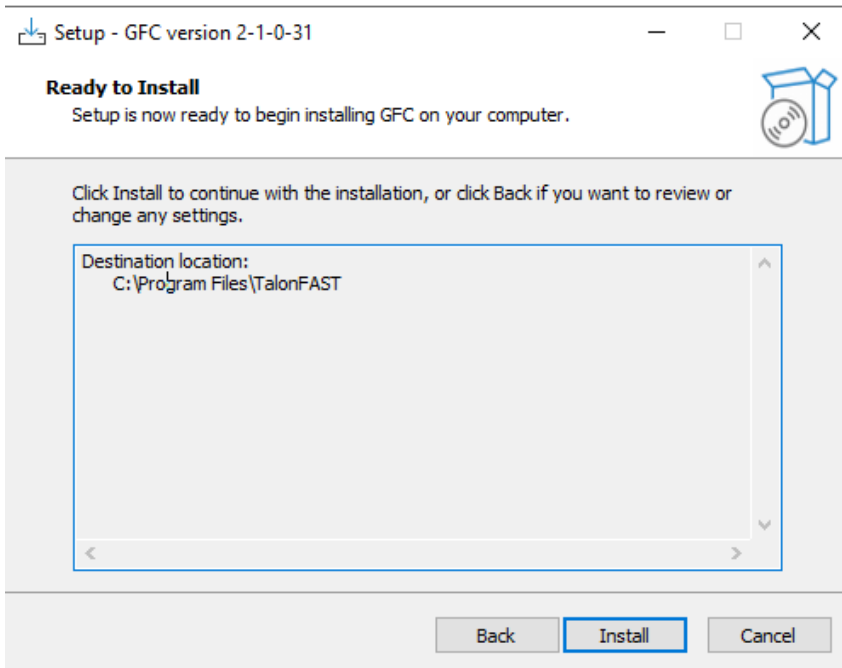 Setup - GFC version 2-1-0-31
Ready to Install
Setup is now ready to begin installing GFC on your computer.
Click Install to continue with the installation, or click Back if you want to review or
change any settings.
Destination location:
C:\Program Files\TalonFAST
Back
Install
Cancel